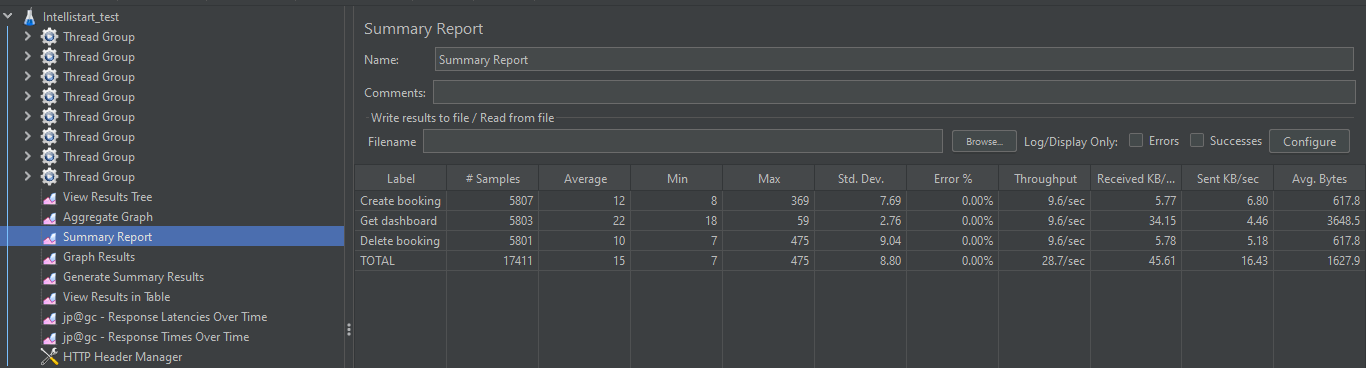 Intellistart_test
Thread Group
Thread Group
Thread Group
Thread Group
Thread Group
Thread Group
Thread Group
Thread Group
View Results Tree
Aggregate Graph
Summary Report
Graph Results
Generate Summary Results
View Results in Table
jp@gc - Response Latencies Over Time
jp@gc - Response Times Over Time
HTTP Header Manager
Summary Report
Name: Summary Report
Comments:
Write results to file / Read from file
Filename Browse... Log/Display Only: Errors Successes Configure
Label # Samples Average Min Max Std. Dev. Error % Throughput Received KB/... Sent KB/sec Avg. Bytes
Create booking 5807 12 8 369 7.69 0.00% 9.6/sec 5.77 6.80 617.8
Get dashboard 5803 22 18 59 2.76 0.00% 9.6/sec 34.15 4.46 3648.5
Delete booking 5801 10 7 475 9.04 0.00% 9.6/sec 5.78 5.18 617.8
TOTAL 17411 15 7 475 8.80 0.00% 28.7/sec 45.61 16.43 1627.9